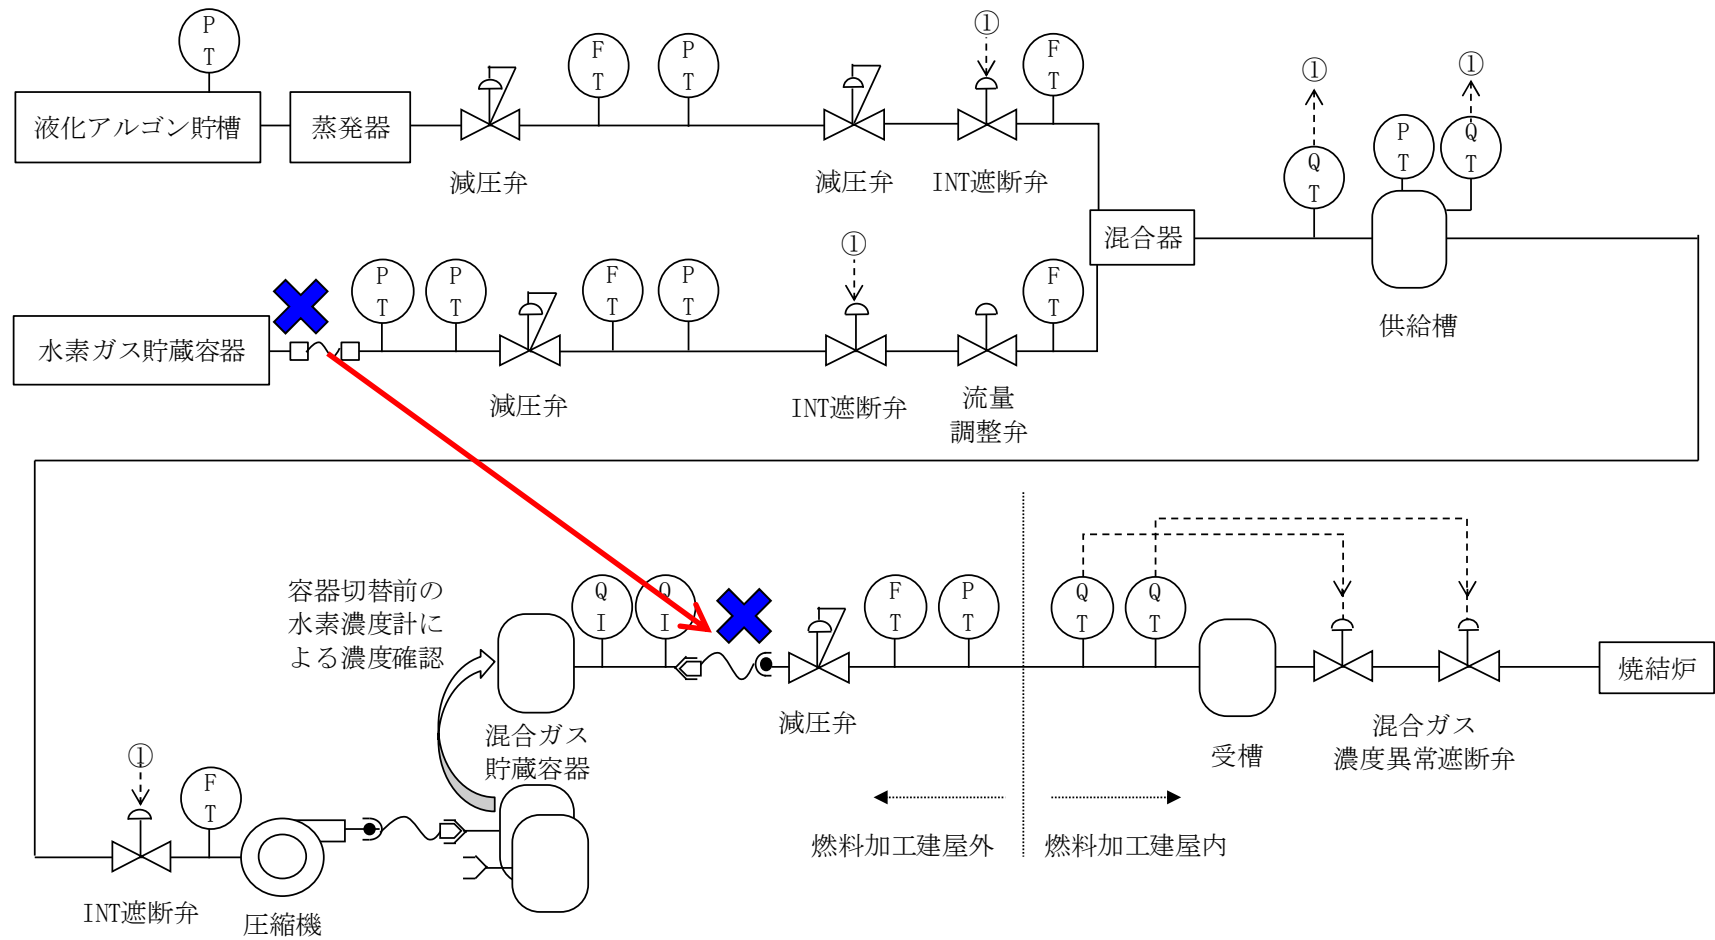 P
T
液化アルゴン貯槽
蒸発器
減圧弁
F
T
P
T
減圧弁
①
INT遮断弁
F
T
①
Q
T
P
T
①
Q
T
混合器
供給槽
水素ガス貯蔵容器
P
T
P
T
減圧弁
F
T
P
T
①
INT遮断弁
流量
調整弁
F
T
容器切替前の
水素濃度計に
よる濃度確認
混合ガス
貯蔵容器
Q
I
Q
I
減圧弁
F
T
P
T
Q
T
Q
T
受槽
混合ガス
濃度異常遮断弁
焼結炉
燃料加工建屋外
燃料加工建屋内
①
INT遮断弁
F
T
圧縮機